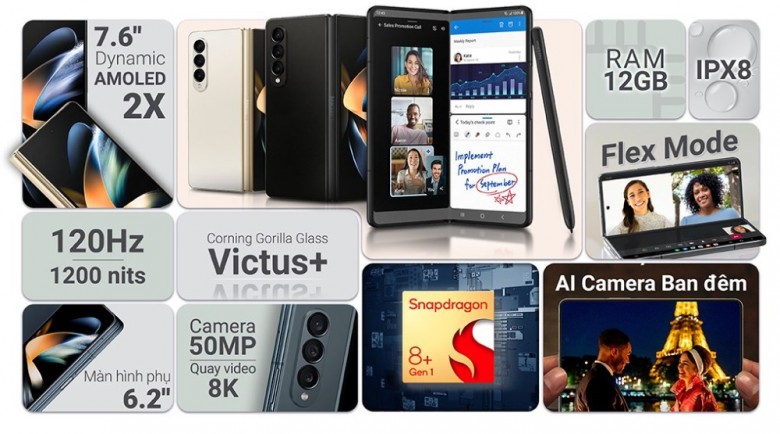 7.6"
Dynamic
AMOLED
2X
Sales Promotion Call
Weekly Report
Kate
Reply
Today's check point
Implement
Promotion Plan
for September
RAM
12GB
IPX8
Flex Mode
120Hz
1200 nits
Corning Gorilla Glass
Victus+
Màn hình phụ
6.2"
Camera
50MP
Quay video
8K
Snapdragon
8+
Gen 1
AI Camera Ban đêm